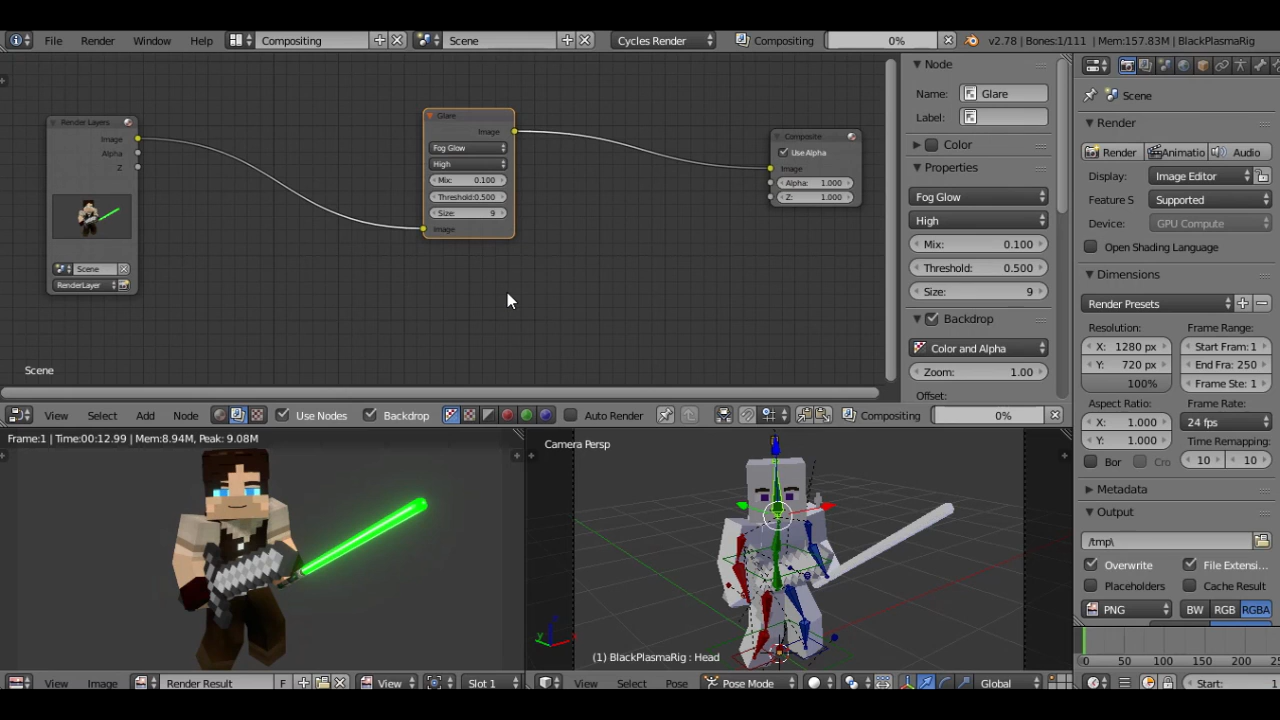 File Render Window Help Compositing Scene Cycles Render Compositing 0% v2.78 | Bones:1/111 | Mem:157.83M | BlackPlasmaRig
Render Layers
Image
Alpha
Z
Scene
RenderLayer
Glare
Image
Fog Glow
High
Mix: 0.100
Threshold:0.500
Size: 9
Image
Composite
Use Alpha
Image
Alpha: 1.000
Z: 1.000
Scene
Node
Name: Glare
Label:
Color
Properties
Fog Glow
High
Mix: 0.100
Threshold: 0.500
Size: 9
Backdrop
Color and Alpha
Zoom: 1.00
Offset:
Scene
Render
Render Animatio Audio
Display: Image Editor
Feature S Supported
Device: GPU Compute
Open Shading Language
Dimensions
Render Presets
Resolution: Frame Range:
X: 1280 px Start Fram: 1
Y: 720 px End Fra: 250
100% Frame Ste: 1
Aspect Ratio: Frame Rate:
X: 1.000 24 fps
Y: 1.000 Time Remapping:
Bor Cro 10 10
Metadata
Output
/tmp\
Overwrite File Extensi...
Placeholders Cache Result
PNG BW RGB RGBA
View Select Add Node Use Nodes Backdrop Auto Render Compositing 0%
Frame:1 | Time:00:12.99 | Mem:8.94M, Peak: 9.08M
Camera Persp
(1) BlackPlasmaRig : Head
0 50 100 150 200 25
View Image Render Result F View Slot 1
View Select Pose Pose Mode Global
Start: 1